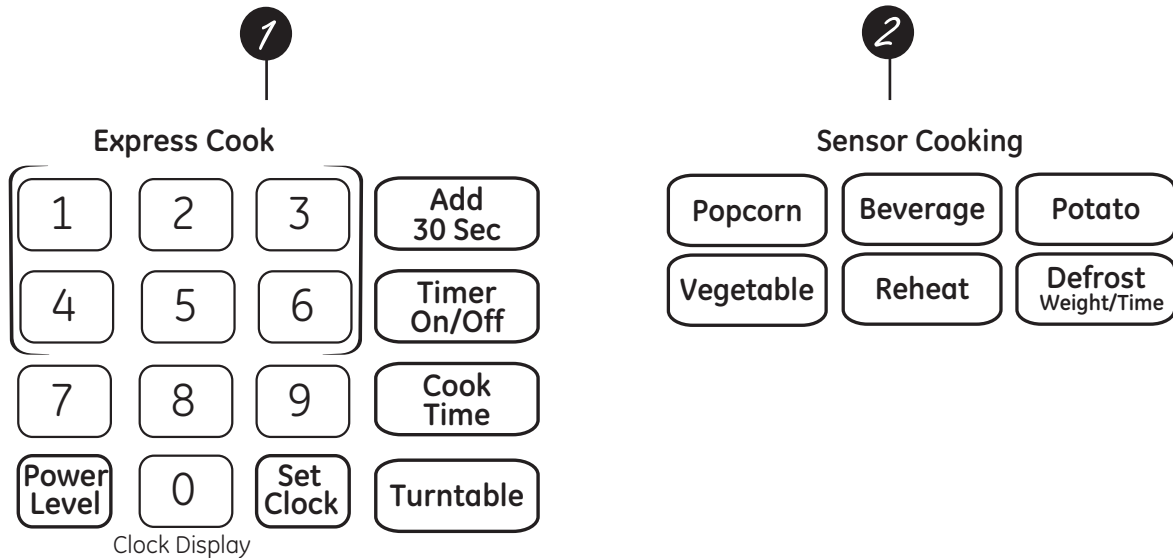 1
2
Express Cook
1 2 3 Add
30 Sec
4 5 6 Timer
On/Off
7 8 9 Cook
Time
Power
Level 0 Set
Clock Turntable
Clock Display
Sensor Cooking
Popcorn Beverage Potato
Vegetable Reheat Defrost
Weight/Time